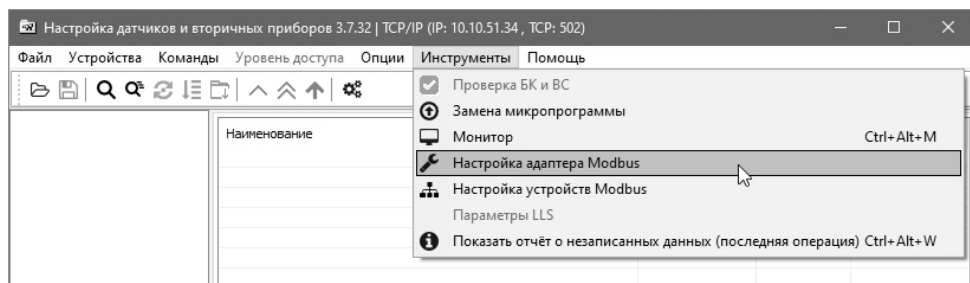 Настройка датчиков и вторичных приборов 3.7.32 | TCP/IP (IP: 10.10.51.34 , TCP: 502)
Файл Устройства Команды Уровень доступа Опции Инструменты Помощь
Проверка БК и ВС
Замена микропрограммы
Наименование
Монитор Ctrl+Alt+M
Настройка адаптера Modbus
Настройка устройств Modbus
Параметры LLS
Показать отчёт о незаписанных данных (последняя операция) Ctrl+Alt+W